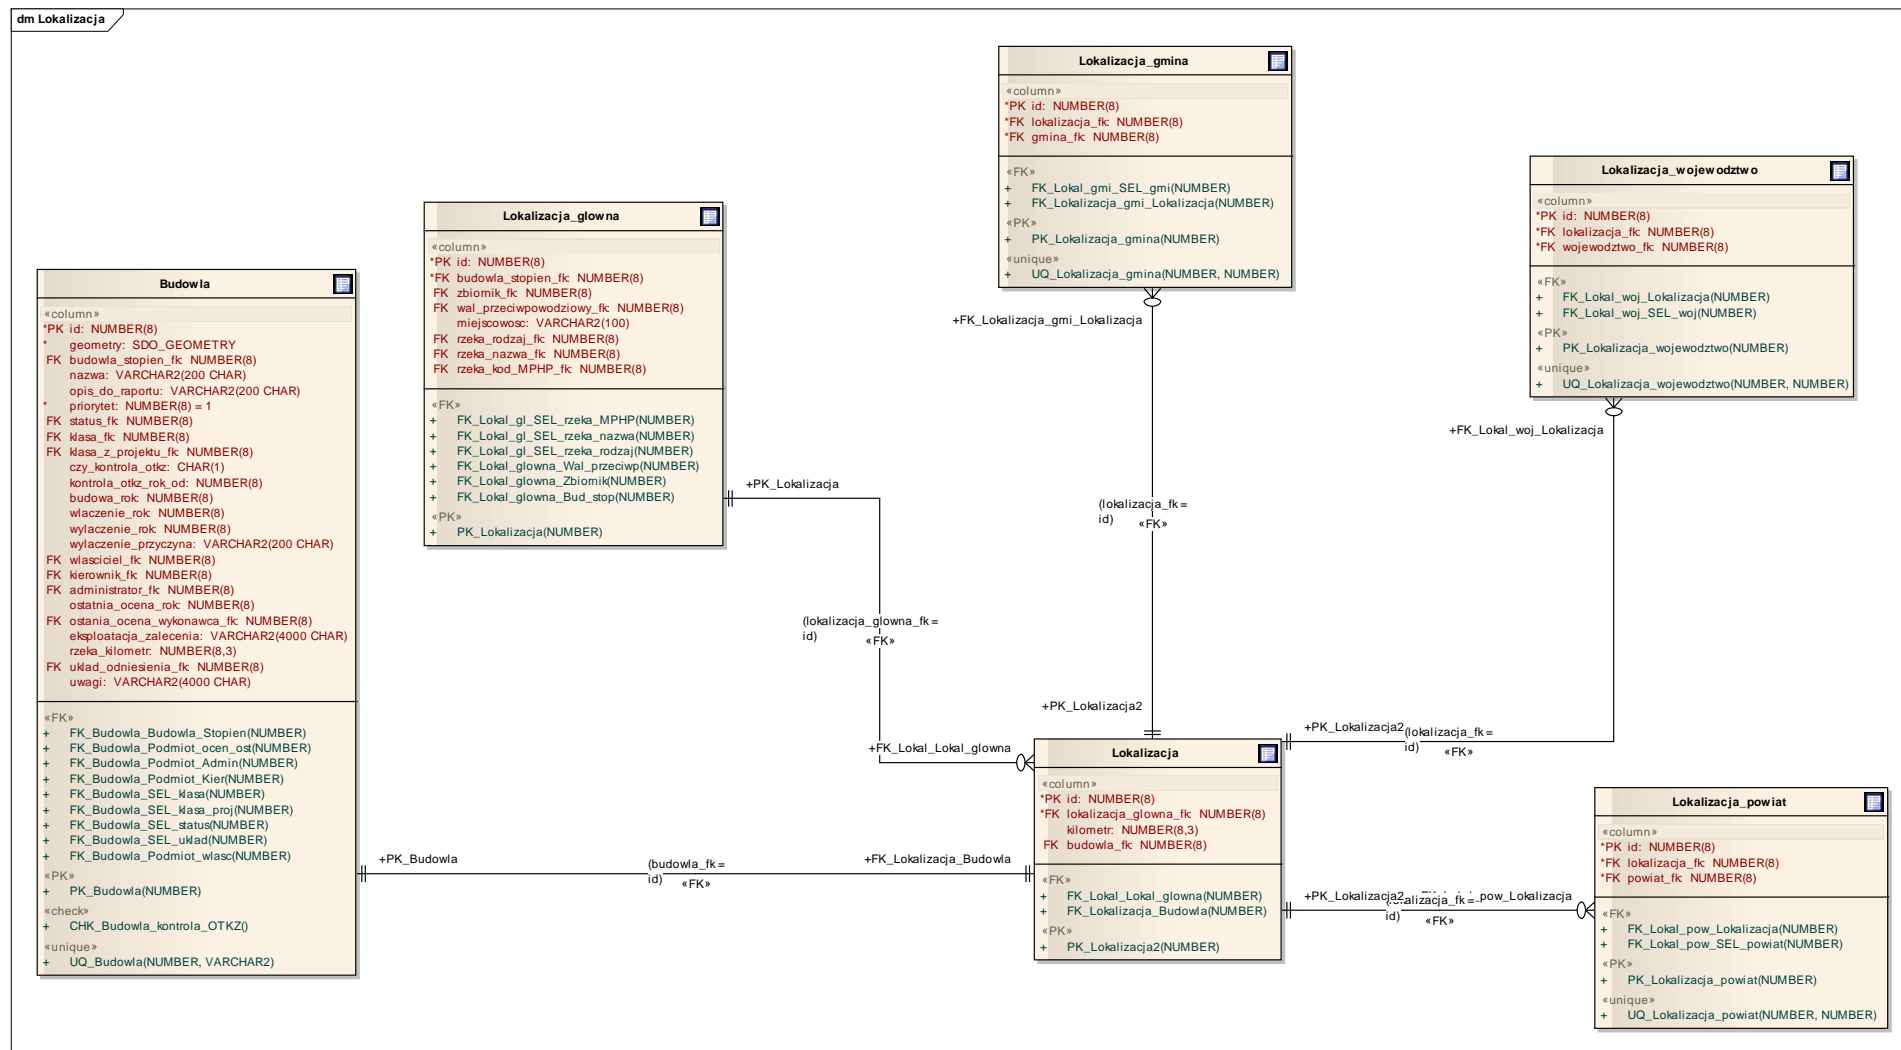 dm Lokalizacja
Lokalizacja_gmina
«column»
*PK id: NUMBER(8)
*FK lokalizacja_fk: NUMBER(8)
*FK gmina_fk: NUMBER(8)
«FK»
+ FK_Lokal_gmi_SEL_gmi(NUMBER)
+ FK_Lokalizacja_gmi_Lokalizacja(NUMBER)
«PK»
+ PK_Lokalizacja_gmina(NUMBER)
«unique»
+ UQ_Lokalizacja_gmina(NUMBER, NUMBER)
Lokalizacja_wojewodztwo
«column»
*PK id: NUMBER(8)
*FK lokalizacja_fk: NUMBER(8)
*FK wojewodztwo_fk: NUMBER(8)
«FK»
+ FK_Lokal_woj_Lokalizacja(NUMBER)
+ FK_Lokal_woj_SEL_woj(NUMBER)
«PK»
+ PK_Lokalizacja_wojewodztwo(NUMBER)
«unique»
+ UQ_Lokalizacja_wojewodztwo(NUMBER, NUMBER)
Lokalizacja_glowna
«column»
*PK id: NUMBER(8)
*FK budowla_stopien_fk: NUMBER(8)
FK zbiornik_fk: NUMBER(8)
FK wal_przeciwpowodziowy_fk: NUMBER(8)
miejscowosc: VARCHAR2(100)
FK rzeka_rodzaj_fk: NUMBER(8)
FK rzeka_nazwa_fk: NUMBER(8)
FK rzeka_kod_MPHP_fk: NUMBER(8)
«FK»
+ FK_Lokal_gl_SEL_rzeka_MPHP(NUMBER)
+ FK_Lokal_gl_SEL_rzeka_nazwa(NUMBER)
+ FK_Lokal_gl_SEL_rzeka_rodzaj(NUMBER)
+ FK_Lokal_glowna_Wal_przeciwp(NUMBER)
+ FK_Lokal_glowna_Zbiornik(NUMBER)
+ FK_Lokal_glowna_Bud_stop(NUMBER)
«PK»
+ PK_Lokalizacja(NUMBER)
Budowla
«column»
*PK id: NUMBER(8)
* geometry: SDO_GEOMETRY
FK budowla_stopien_fk: NUMBER(8)
nazwa: VARCHAR2(200 CHAR)
opis_do_raportu: VARCHAR2(200 CHAR)
* priorytet: NUMBER(8) = 1
FK status_fk: NUMBER(8)
FK klasa_fk: NUMBER(8)
FK klasa_z_projektu_fk: NUMBER(8)
czy_kontrola_otkz: CHAR(1)
kontrola_otkz_rok_od: NUMBER(8)
budowa_rok: NUMBER(8)
wlaczenie_rok: NUMBER(8)
wylaczenie_rok: NUMBER(8)
wylaczenie_przyczyna: VARCHAR2(200 CHAR)
FK wlasciciel_fk: NUMBER(8)
FK kierownik_fk: NUMBER(8)
FK administrator_fk: NUMBER(8)
ostatnia_ocena_rok: NUMBER(8)
FK ostania_ocena_wykonawca_fk: NUMBER(8)
eksploatacja_zalecenia: VARCHAR2(4000 CHAR)
rzeka_kilometr: NUMBER(8,3)
FK uklad_odniesienia_fk: NUMBER(8)
uwagi: VARCHAR2(4000 CHAR)
«FK»
+ FK_Budowla_Budowla_Stopien(NUMBER)
+ FK_Budowla_Podmiot_ocen_ost(NUMBER)
+ FK_Budowla_Podmiot_Admin(NUMBER)
+ FK_Budowla_Podmiot_Kier(NUMBER)
+ FK_Budowla_SEL_klasa(NUMBER)
+ FK_Budowla_SEL_klasa_proj(NUMBER)
+ FK_Budowla_SEL_status(NUMBER)
+ FK_Budowla_SEL_uklad(NUMBER)
+ FK_Budowla_Podmiot_wlasc(NUMBER)
«PK»
+ PK_Budowla(NUMBER)
«check»
+ CHK_Budowla_kontrola_OTKZ()
«unique»
+ UQ_Budowla(NUMBER, VARCHAR2)
+FK_Lokalizacja_gmi_Lokalizacja
+FK_Lokal_woj_Lokalizacja
+PK_Lokalizacja
(lokalizacja_fk =
id)
«FK»
(lokalizacja_glowna_fk =
id)
«FK»
+PK_Lokalizacja2
+FK_Lokal_Lokal_glowna
+PK_Lokalizacja2
(lokalizacja_fk =
id)
«FK»
Lokalizacja
«column»
*PK id: NUMBER(8)
*FK lokalizacja_glowna_fk: NUMBER(8)
kilometr: NUMBER(8,3)
FK budowla_fk: NUMBER(8)
«FK»
+ FK_Lokal_Lokal_glowna(NUMBER)
+ FK_Lokalizacja_Budowla(NUMBER)
«PK»
+ PK_Lokalizacja2(NUMBER)
+PK_Budowla
(budowla_fk =
id)
«FK»
+FK_Lokalizacja_Budowla
+PK_Lokalizacja2
_pow_Lokalizacja
id)
«FK»
Lokalizacja_powiat
«column»
*PK id: NUMBER(8)
*FK lokalizacja_fk: NUMBER(8)
*FK powiat_fk: NUMBER(8)
«FK»
+ FK_Lokal_pow_Lokalizacja(NUMBER)
+ FK_Lokal_pow_SEL_powiat(NUMBER)
«PK»
+ PK_Lokalizacja_powiat(NUMBER)
«unique»
+ UQ_Lokalizacja_powiat(NUMBER, NUMBER)